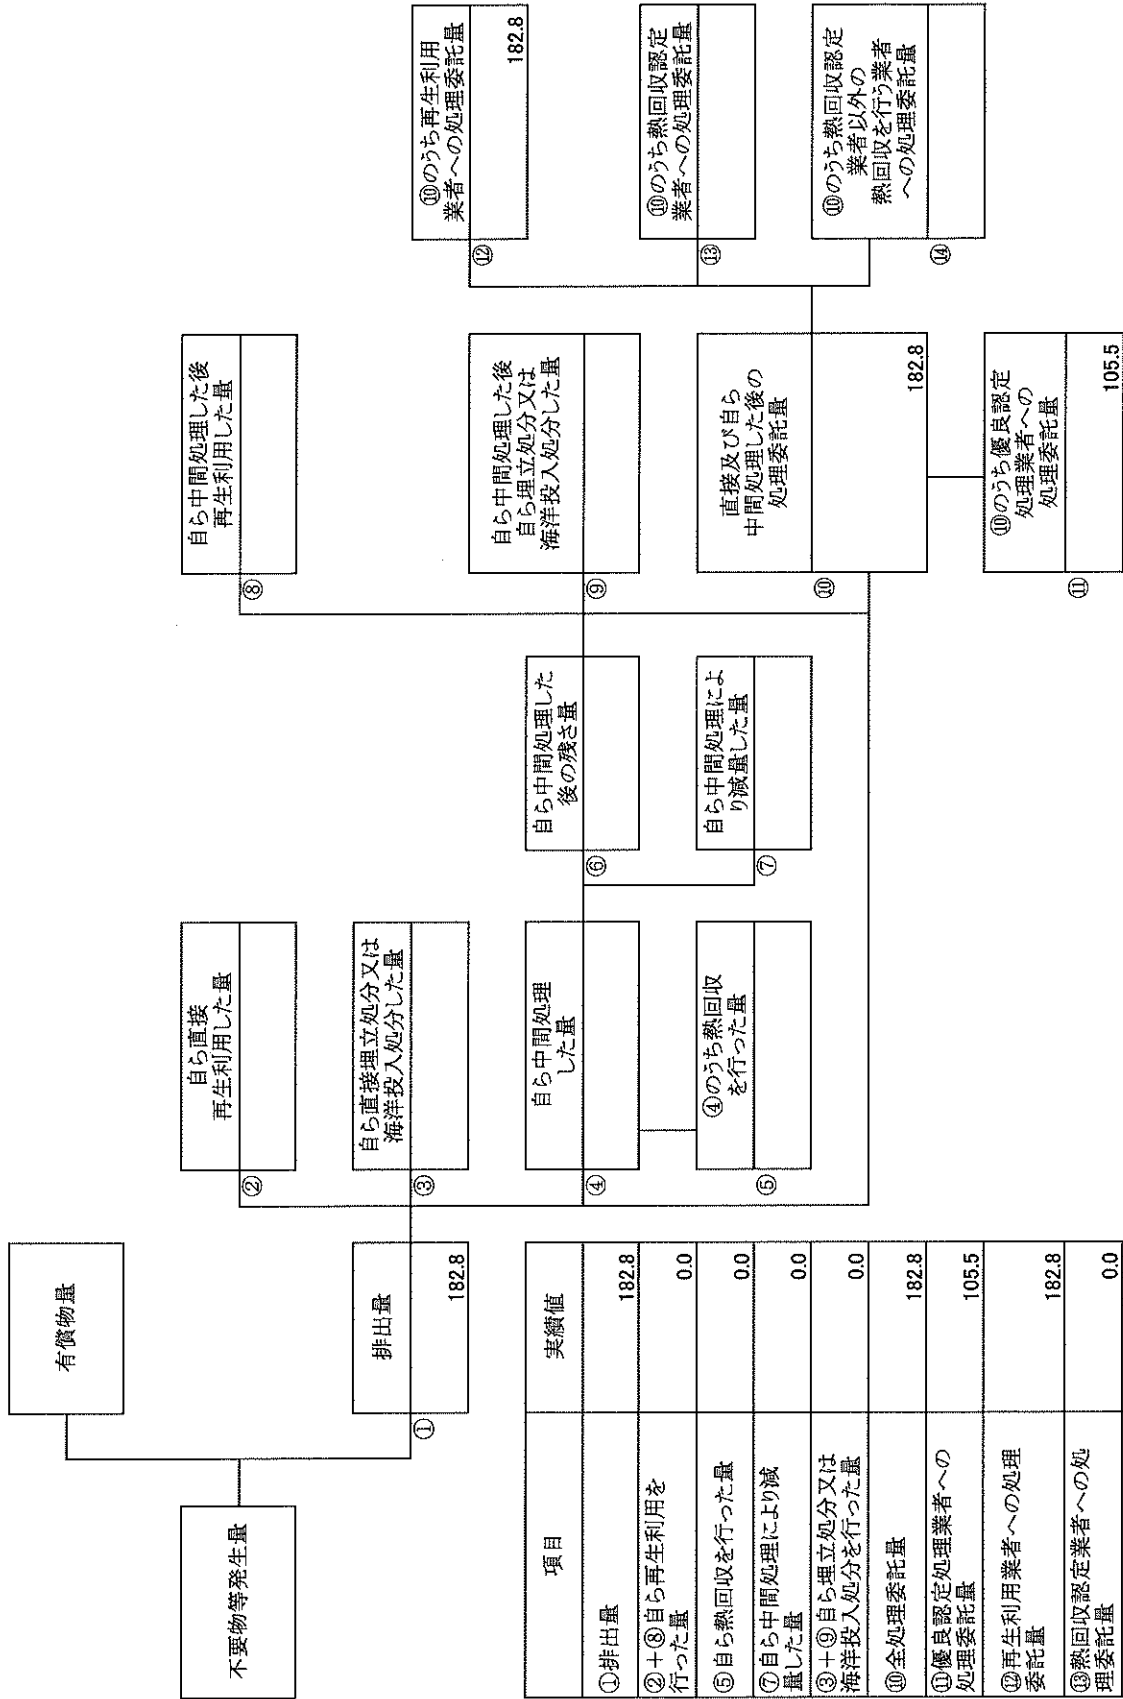 不要物等発生量
有償物量
排出量
①
182.8
自ら直接
再生利用した量
②
自ら直接埋立処分又は
海洋投入処分した量
③
自ら中間処理
した量
④
④のうち熱回収
を行った量
⑤
自ら中間処理した
後の残さ量
⑥
自ら中間処理によ
り減量した量
⑦
自ら中間処理した後
再生利用した量
⑧
自ら中間処理した後
自ら埋立処分又は
海洋投入処分した量
⑨
直接及び自ら
中間処理した後の
処理委託量
⑩
182.8
⑩のうち優良認定
処理業者への
処理委託量
⑪
105.5
⑩のうち再生利用
業者への処理委託量
⑫
182.8
⑩のうち熱回収認定
業者への処理委託量
⑬
⑩のうち熱回収認定
業者以外の
熱回収を行う業者
への処理委託量
⑭
項目 実績値
①排出量 182.8
②+⑧自ら再生利用を
行った量 0.0
⑤自ら熱回収を行った量 0.0
⑦自ら中間処理により減
量した量 0.0
③+⑨自ら埋立処分又は
海洋投入処分を行った量 0.0
⑩全処理委託量 182.8
⑪優良認定処理業者への
処理委託量 105.5
⑫再生利用業者への処理
委託量 182.8
⑬熱回収認定業者への処
理委託量 0.0